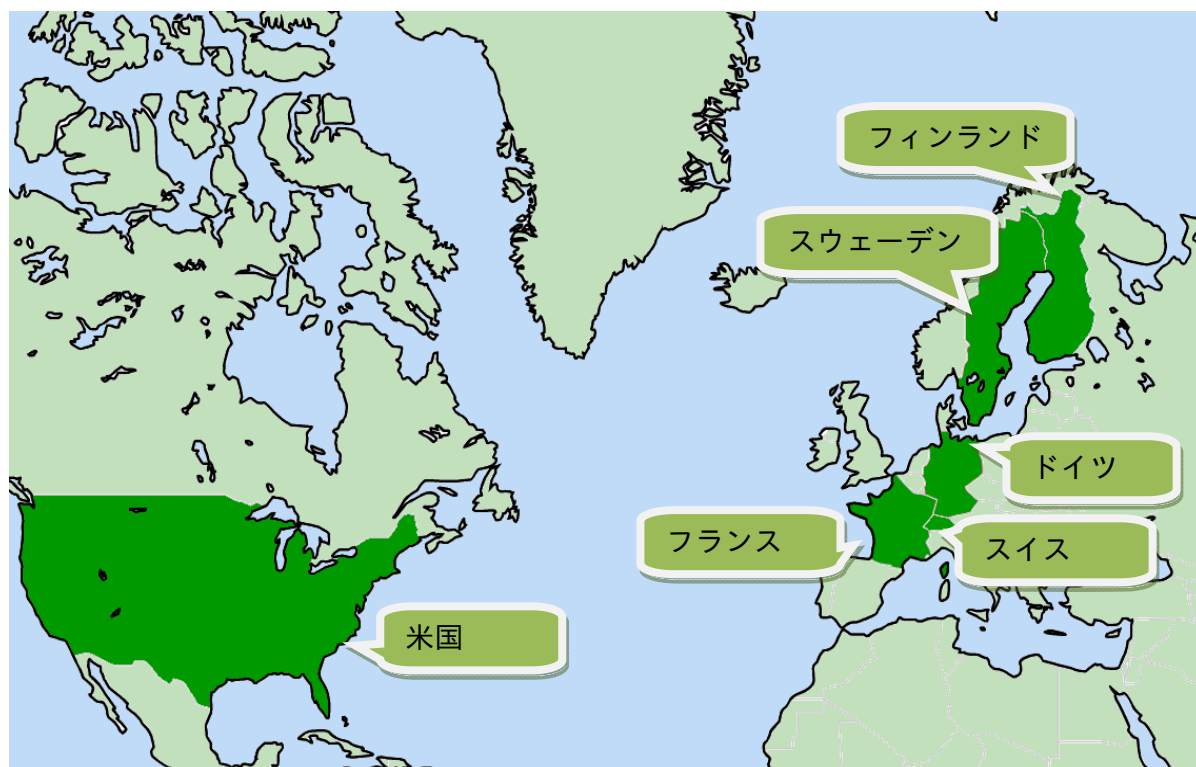 フィンランド
スウェーデン
ドイツ
フランス
スイス
米国